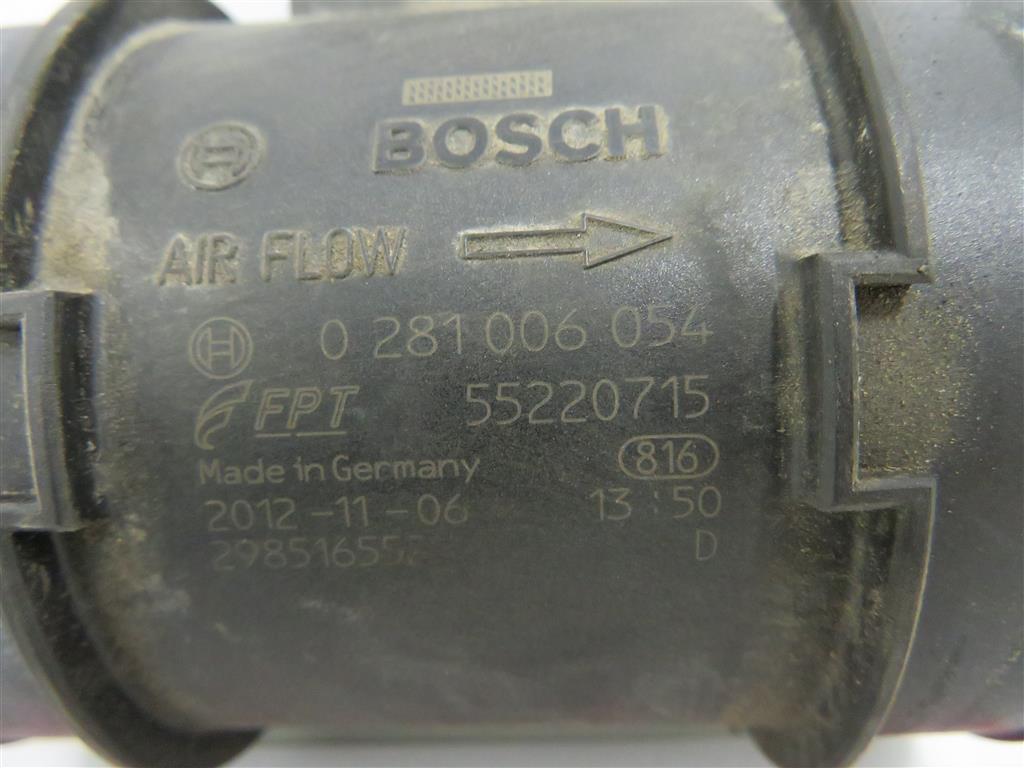 BOSCH
AIR FLOW
0 281 006 054
FPT 55220715
Made in Germany 816
2012-11-06 13:50
D